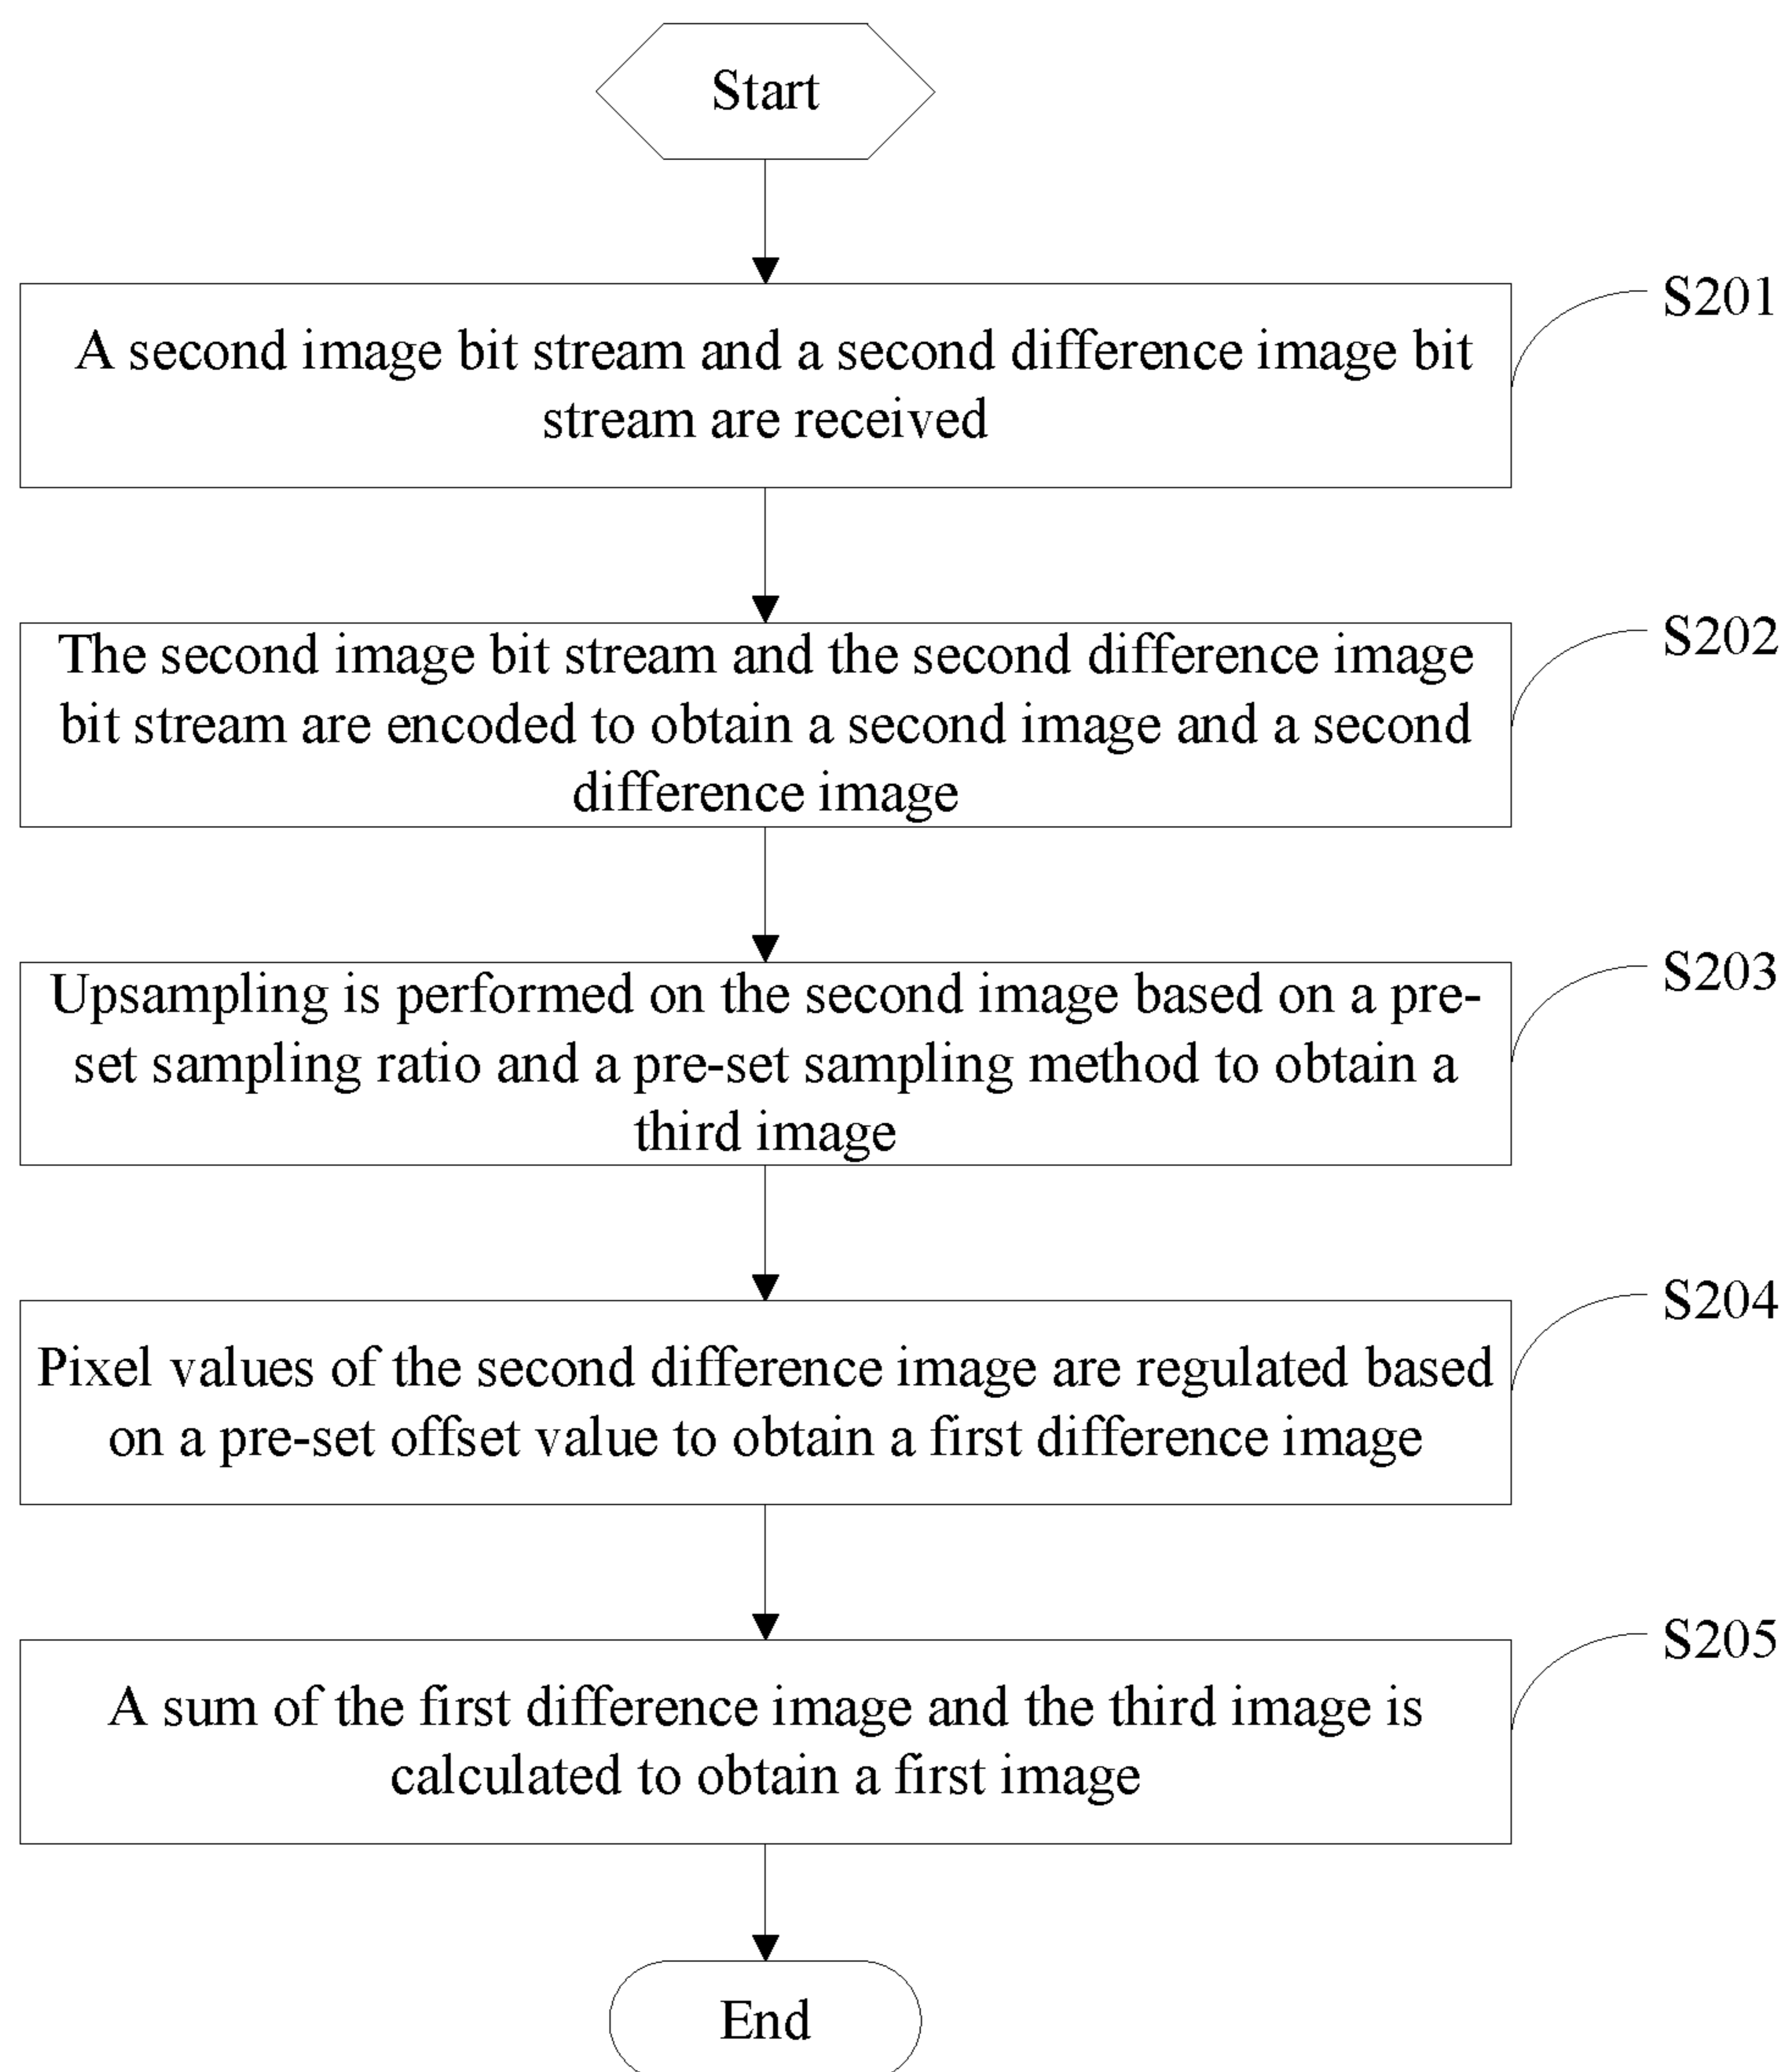 Start
A second image bit stream and a second difference image bit
stream are received
S201
The second image bit stream and the second difference image
bit stream are encoded to obtain a second image and a second
difference image
S202
Upsampling is performed on the second image based on a pre-
set sampling ratio and a pre-set sampling method to obtain a
third image
S203
Pixel values of the second difference image are regulated based
on a pre-set offset value to obtain a first difference image
S204
A sum of the first difference image and the third image is
calculated to obtain a first image
S205
End